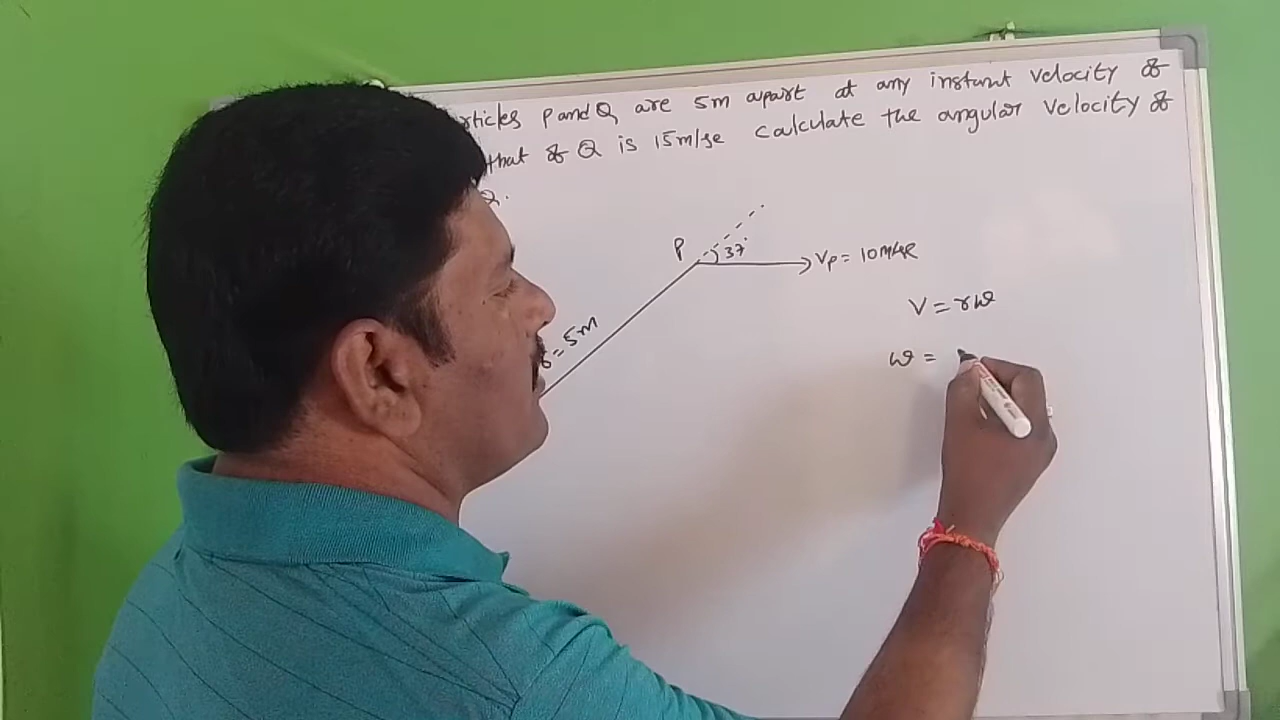 rticles P and Q are 5m apart at any instant velocity of
that of Q is 15m/se calculate the angular velocity of
Q.
P
37°
Vp = 10m/se
r = 5m
V = rω
ω =